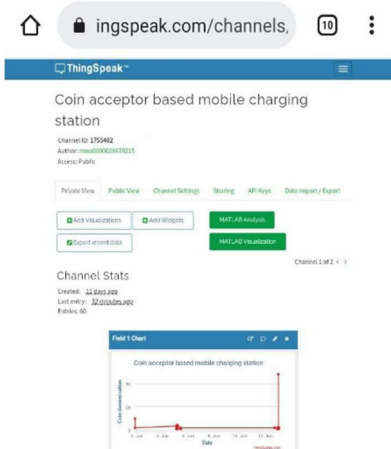 ingspeak.com/channels,
10
ThingSpeak™
Coin acceptor based mobile charging
station
Channel ID: 1755482
Author:
Access: Public
Private View Public View Channel Settings Sharing API Keys Data Import / Export
Add Visualizations Add Widgets MATLAB Analysis
Export recent data MATLAB Visualization
Channel 1 of 2 < >
Channel Stats
Created: 11 days ago
Last entry: 32 minutes ago
Entries: 60
Field 1 Chart
Coin acceptor based mobile charging station
Date